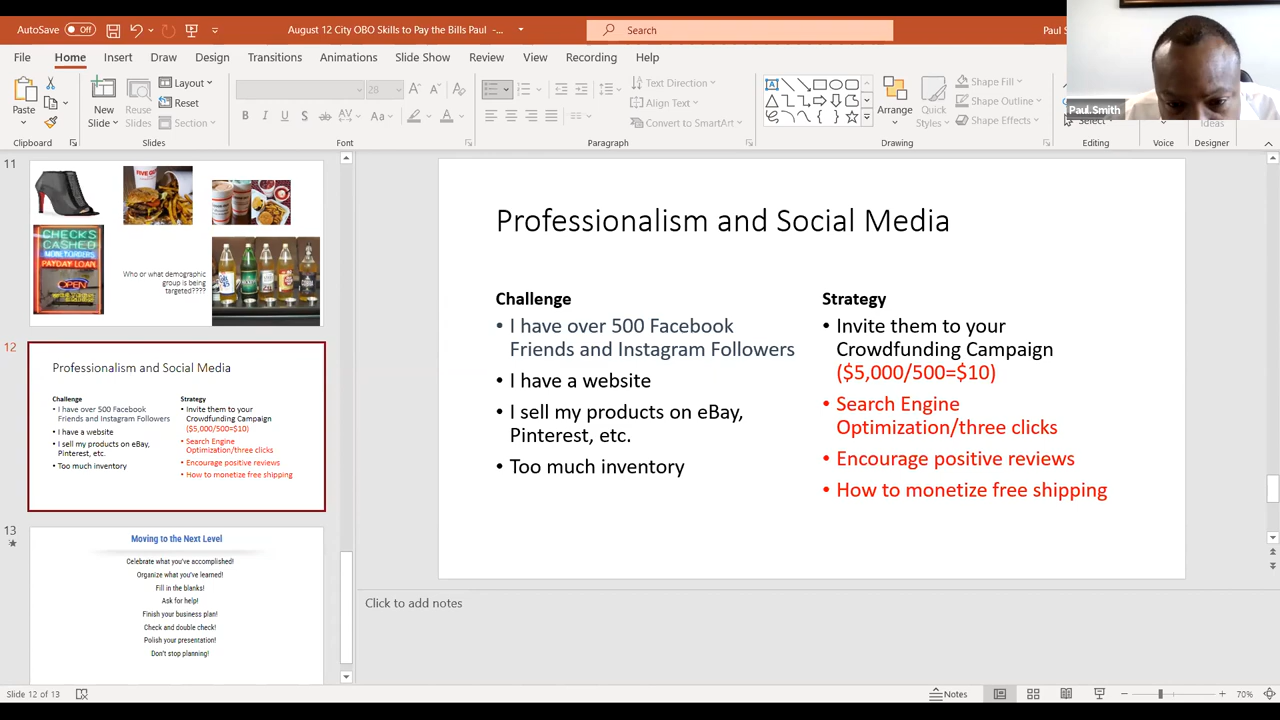 AutoSave Off
August 12 City OBO Skills to Pay the Bills Paul -...
Search
Paul S
File Home Insert Draw Design Transitions Animations Slide Show Review View Recording Help
Paste
New Slide
Reuse Slides
Layout
Reset
Section
28
Text Direction
Align Text
Convert to SmartArt
Arrange
Quick Styles
Shape Fill
Shape Outline
Shape Effects
Paul Smith
Select
Ideas
Clipboard Slides Font Paragraph Drawing Editing Voice Designer
11
FIVE GU
CHECKS
CASHED
MONEY ORDERS
PAYDAY LOAN
OPEN
Who or what demographic
group is being
targeted????
12
Professionalism and Social Media
Challenge
I have over 500 Facebook
Friends and Instagram Followers
I have a website
I sell my products on eBay,
Pinterest, etc.
Too much inventory
Strategy
Invite them to your
Crowdfunding Campaign
($5,000/500=$10)
Search Engine
Optimization/three clicks
Encourage positive reviews
How to monetize free shipping
13
Moving to the Next Level
Celebrate what you've accomplished!
Organize what you've learned!
Fill in the blanks!
Ask for help!
Finish your business plan!
Check and double check!
Polish your presentation!
Don't stop planning!
Professionalism and Social Media
Challenge
• I have over 500 Facebook
Friends and Instagram Followers
• I have a website
• I sell my products on eBay,
Pinterest, etc.
• Too much inventory
Strategy
• Invite them to your
Crowdfunding Campaign
($5,000/500=$10)
• Search Engine
Optimization/three clicks
• Encourage positive reviews
• How to monetize free shipping
Click to add notes
Slide 12 of 13
Notes
70%